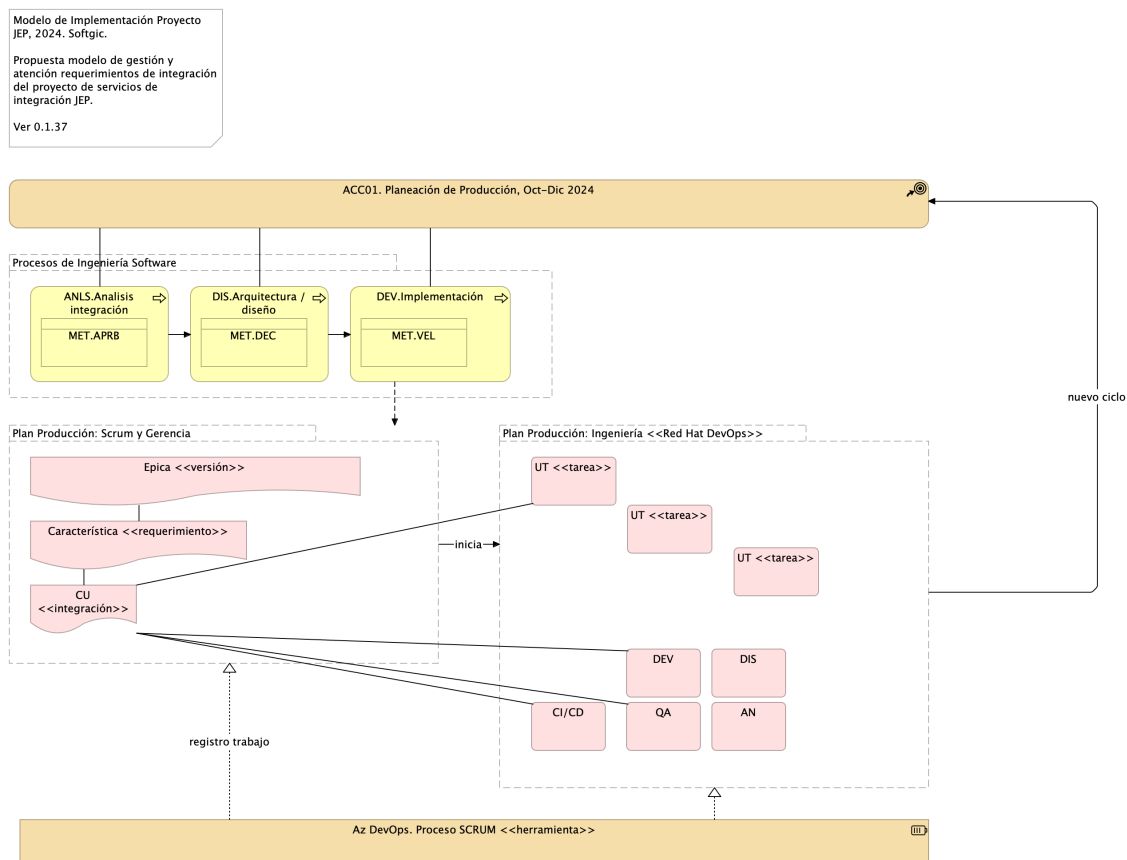 Modelo de Implementación Proyecto
JEP, 2024. Softgic.
Propuesta modelo de gestión y
atención requerimientos de integración
del proyecto de servicios de
integración JEP.
Ver 0.1.37
ACC01. Planeación de Producción, Oct-Dic 2024
Procesos de Ingeniería Software
ANLS.Analisis
integración
MET.APRB
DIS.Arquitectura /
diseño
MET.DEC
DEV.Implementación
MET.VEL
nuevo ciclo
Plan Producción: Scrum y Gerencia
Epica <<versión>>
Característica <<requerimiento>>
CU
<<integración>>
inicia
Plan Producción: Ingeniería <<Red Hat DevOps>>
UT <<tarea>>
UT <<tarea>>
UT <<tarea>>
DEV
DIS
CI/CD
QA
AN
registro trabajo
Az DevOps. Proceso SCRUM <<herramienta>>